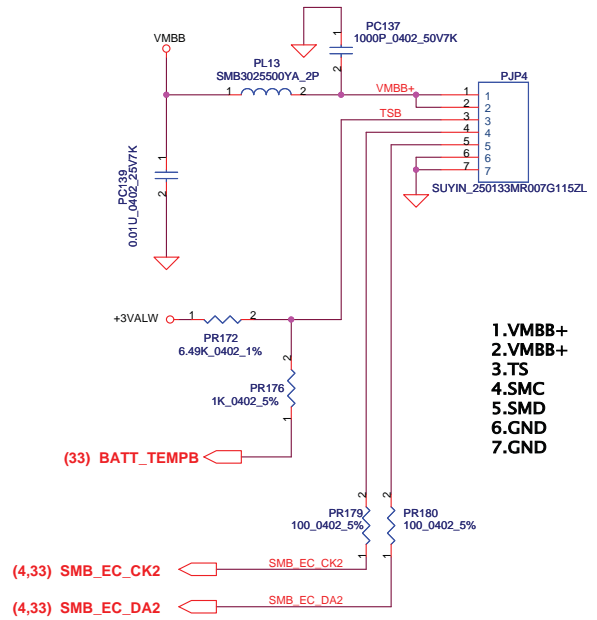 PC137
1000P_0402_50V7K
1
2
VMBB
PL13
SMB3025500YA_2P
1
2
VMBB+
TSB
PJP4
1
2
3
4
5
6
7
1
2
3
4
5
6
7
SUYIN_250133MR007G115ZL
1
2
PC139
0.01U_0402_25V7K
+3VALW
1
2
PR172
6.49K_0402_1%
2
PR176
1K_0402_5%
1
(33) BATT_TEMPB
1.VMBB+
2.VMBB+
3.TS
4.SMC
5.SMD
6.GND
7.GND
2
2
PR179
100_0402_5%
PR180
100_0402_5%
1
1
(4,33) SMB_EC_CK2
SMB_EC_CK2
(4,33) SMB_EC_DA2
SMB_EC_DA2